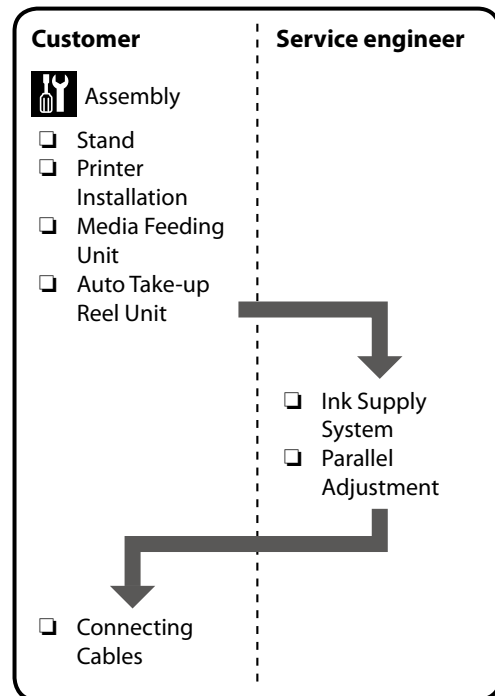 Customer
Service engineer
Assembly
❏ Stand
❏ Printer
Installation
❏ Media Feeding
Unit
❏ Auto Take-up
Reel Unit
❏ Ink Supply
System
❏ Parallel
Adjustment
❏ Connecting
Cables